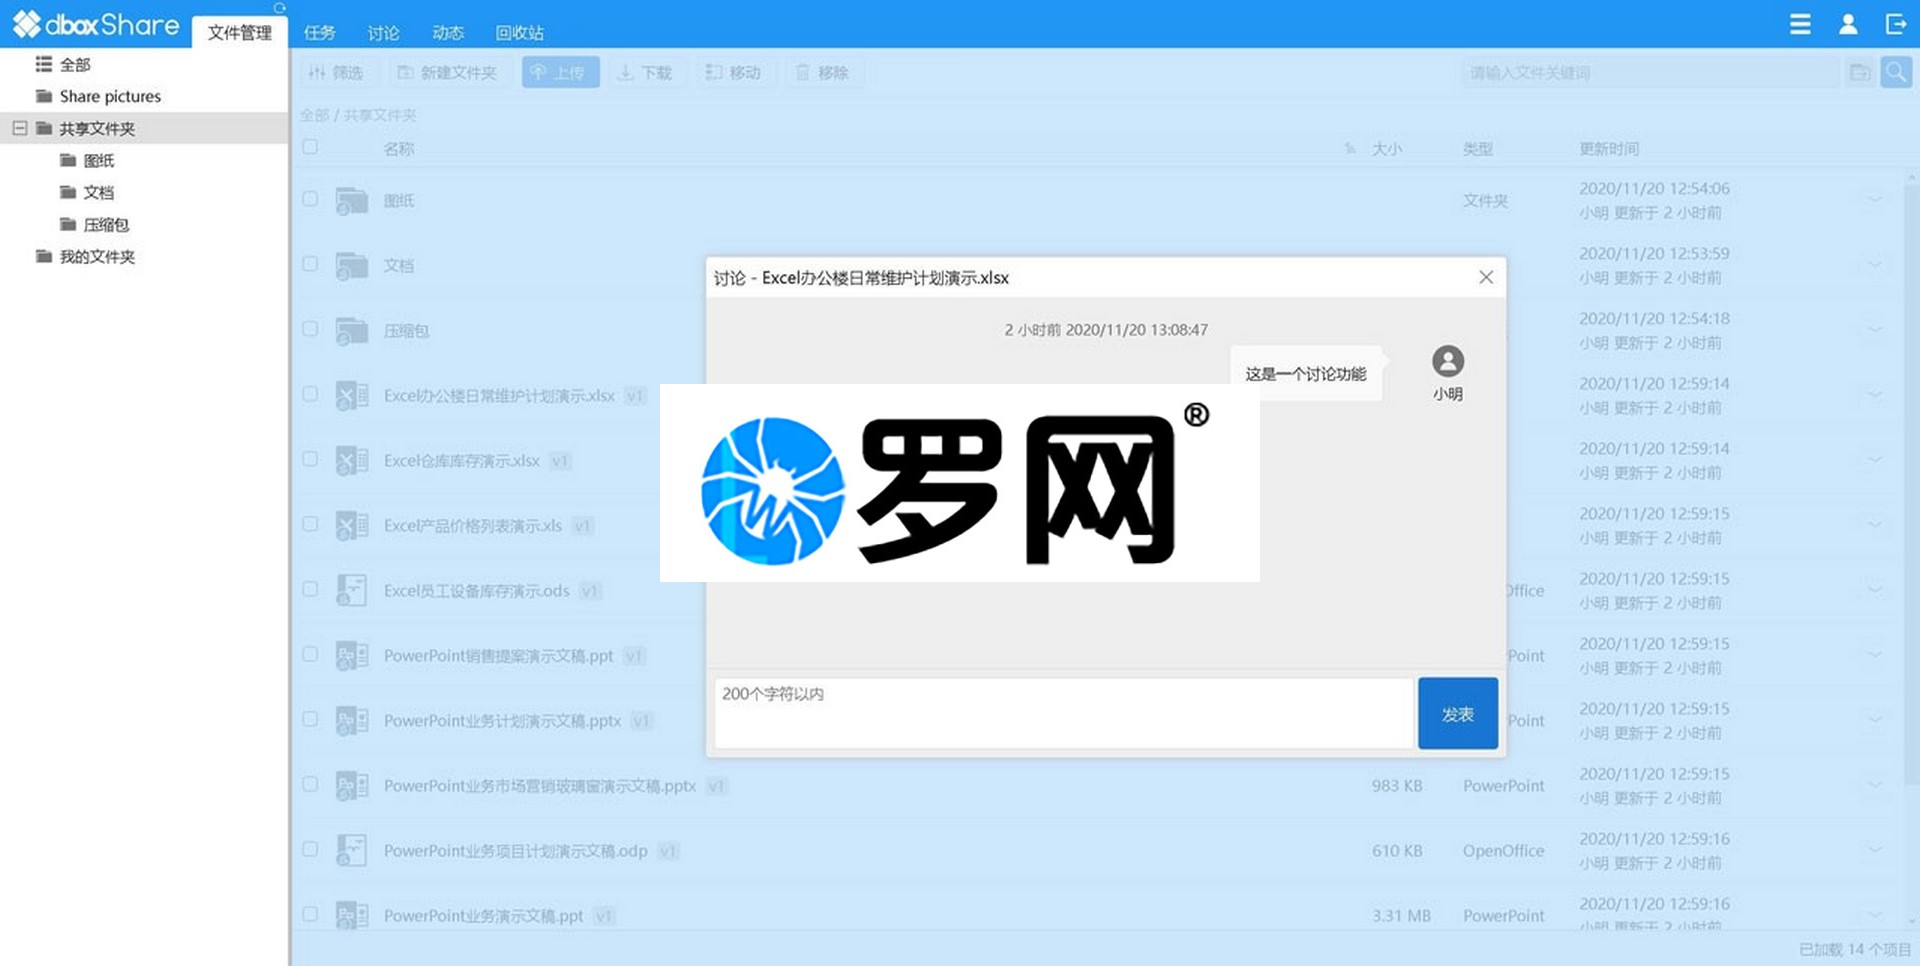 dboxShare 文件管理 任务 讨论 动态 回收站
全部
Share pictures
共享文件夹
图纸
文档
压缩包
我的文件夹
筛选 新建文件夹 上传 下载 移动 移除 请输入文件关键词
全部 / 共享文件夹
名称 大小 类型 更新时间
图纸 文件夹 2020/11/20 12:54:06
小明 更新于 2 小时前
文档 2020/11/20 12:53:59
小明 更新于 2 小时前
压缩包 2020/11/20 12:54:18
小明 更新于 2 小时前
Excel办公楼日常维护计划演示.xlsx v1 2020/11/20 12:59:14
小明 更新于 2 小时前
Excel仓库库存演示.xlsx v1 2020/11/20 12:59:14
小明 更新于 2 小时前
Excel产品价格列表演示.xls v1 2020/11/20 12:59:15
小明 更新于 2 小时前
Excel员工设备库存演示.ods v1 Office 2020/11/20 12:59:15
小明 更新于 2 小时前
PowerPoint销售提案演示文稿.ppt v1 Point 2020/11/20 12:59:15
小明 更新于 2 小时前
PowerPoint业务计划演示文稿.pptx v1 Point 2020/11/20 12:59:15
小明 更新于 2 小时前
PowerPoint业务市场营销玻璃窗演示文稿.pptx v1 983 KB PowerPoint 2020/11/20 12:59:15
小明 更新于 2 小时前
PowerPoint业务项目计划演示文稿.odp v1 610 KB OpenOffice 2020/11/20 12:59:16
小明 更新于 2 小时前
PowerPoint业务演示文稿.ppt v1 3.31 MB PowerPoint 2020/11/20 12:59:16
小明 更新于 2 小时前
已加载 14 个项目
讨论 - Excel办公楼日常维护计划演示.xlsx
2 小时前 2020/11/20 13:08:47
这是一个讨论功能
小明
罗网®
200个字符以内
发表